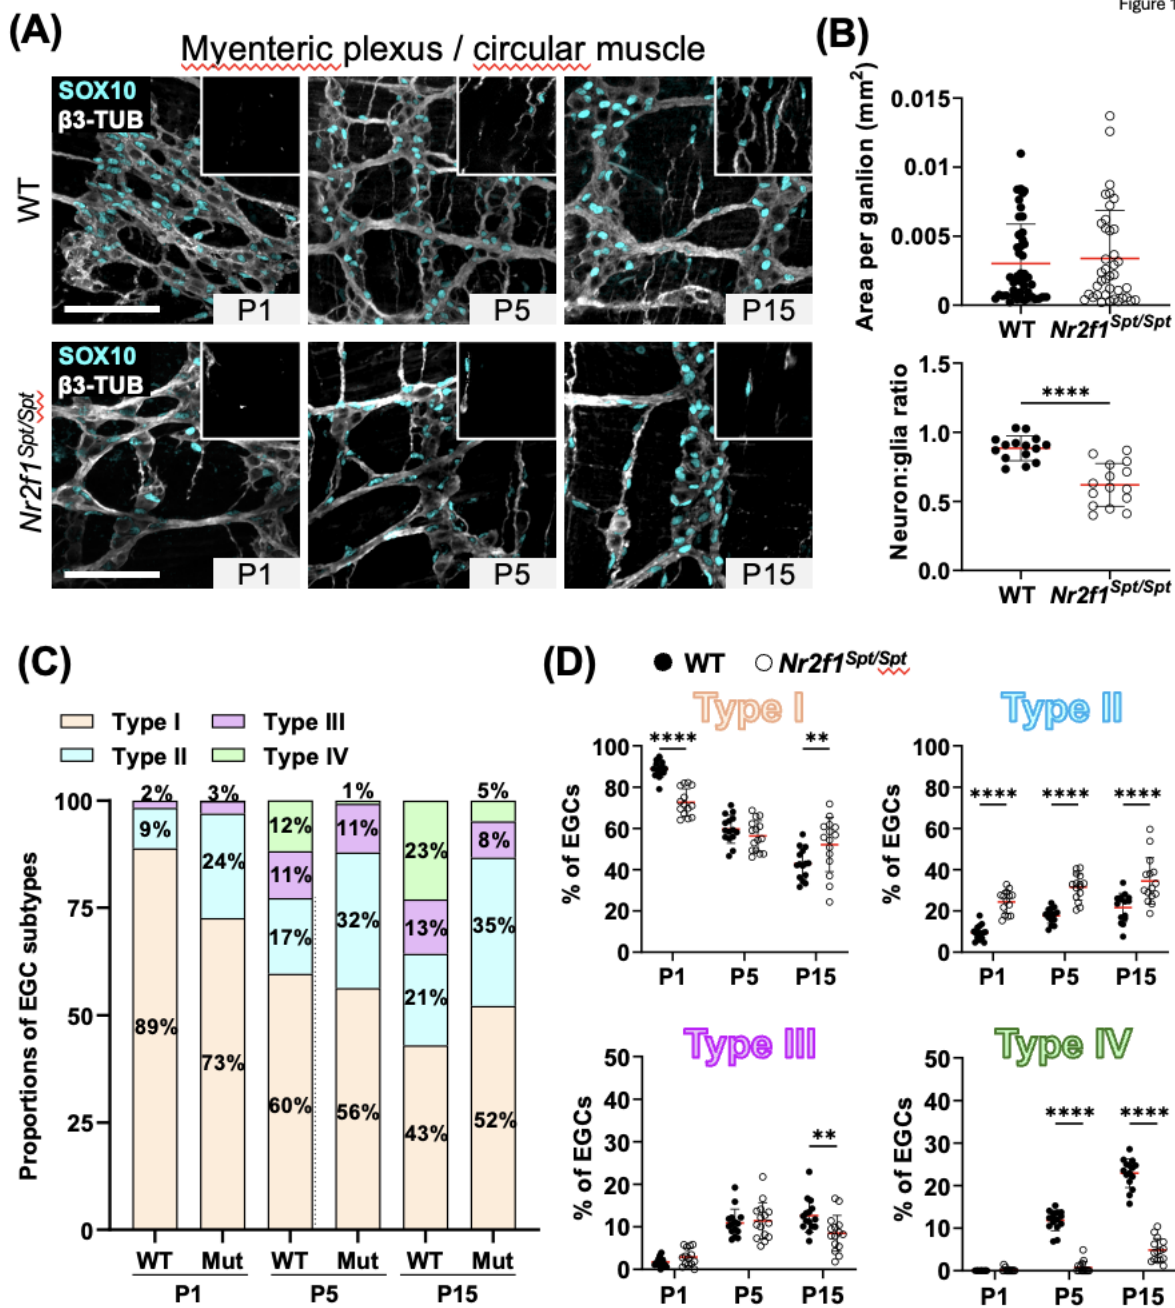 Figure 1
(A)
Myenteric plexus / circular muscle
SOX10
β3-TUB
WT
P1
P5
P15
SOX10
β3-TUB
Nr2f1Spt/Spt
P1
P5
P15
(B)
Area per ganlion (mm2)
0.015
0.010
0.005
0
WT Nr2f1Spt/Spt
Neuron:glia ratio
1.5
1.0
0.5
0.0
****
WT Nr2f1Spt/Spt
(C)
Type I Type III
Type II Type IV
Proportions of EGC subtypes
100
75
50
25
0
2%
9%
89%
3%
24%
73%
12%
11%
17%
60%
1%
11%
32%
56%
23%
13%
21%
43%
5%
8%
35%
52%
WT Mut WT Mut WT Mut
P1 P5 P15
(D)
WT Nr2f1Spt/Spt
Type I
% of EGCs
100
80
60
40
20
0
**** **
P1 P5 P15
Type II
% of EGCs
100
80
60
40
20
0
**** **** ****
P1 P5 P15
Type III
% of EGCs
50
40
30
20
10
0
**
P1 P5 P15
Type IV
% of EGCs
50
40
30
20
10
0
**** ****
P1 P5 P15